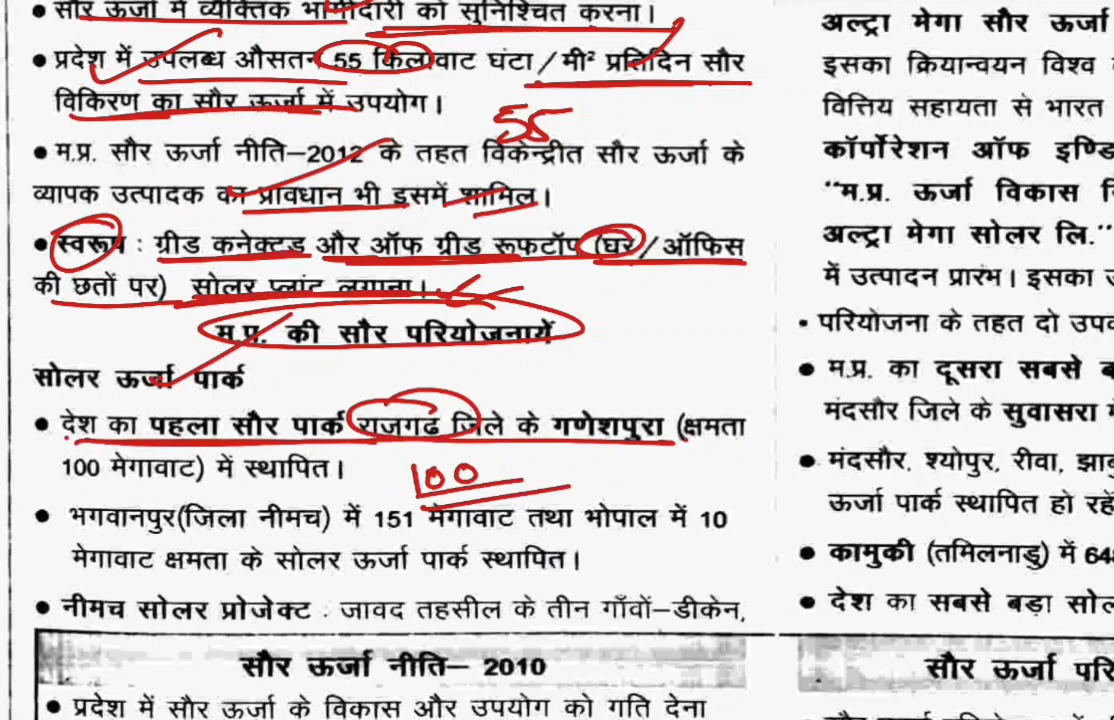 • सौर ऊर्जा में व्यक्तिक भागीदारी को सुनिश्चित करना।
• प्रदेश में उपलब्ध औसतन 55 किलोवाट घंटा/मी² प्रतिदिन सौर
विकिरण का सौर ऊर्जा में उपयोग।
55
• म.प्र. सौर ऊर्जा नीति–2012 के तहत विकेन्द्रीत सौर ऊर्जा के
व्यापक उत्पादक का प्रावधान भी इसमें शामिल।
• स्वरूप : ग्रीड कनेक्टड और ऑफ ग्रीड रूफटॉप (घर/ऑफिस
की छतों पर) सोलर प्लांट लगाना।
म.प्र. की सौर परियोजनायें
सोलर ऊर्जा पार्क
• देश का पहला सौर पार्क राजगढ जिले के गणेशपुरा (क्षमता
100 मेगावाट) में स्थापित।
100
• भगवानपुर(जिला नीमच) में 151 मेगावाट तथा भोपाल में 10
मेगावाट क्षमता के सोलर ऊर्जा पार्क स्थापित।
• नीमच सोलर प्रोजेक्ट : जावद तहसील के तीन गाँवों–डीकेन,
सौर ऊर्जा नीति– 2010
• प्रदेश में सौर ऊर्जा के विकास और उपयोग को गति देना
अल्ट्रा मेगा सौर ऊर्जा
इसका क्रियान्वयन विश्व
वित्तिय सहायता से भारत
कॉर्पोरेशन ऑफ इण्डि
"म.प्र. ऊर्जा विकास
अल्ट्रा मेगा सोलर लि."
में उत्पादन प्रारंभ। इसका
• परियोजना के तहत दो उप
• म.प्र. का दूसरा सबसे
मंदसौर जिले के सुवासरा
• मंदसौर, श्योपुर, रीवा, झाबु
ऊर्जा पार्क स्थापित हो रहे
• कामुकी (तमिलनाडु) में 64
• देश का सबसे बड़ा सोल
सौर ऊर्जा परि